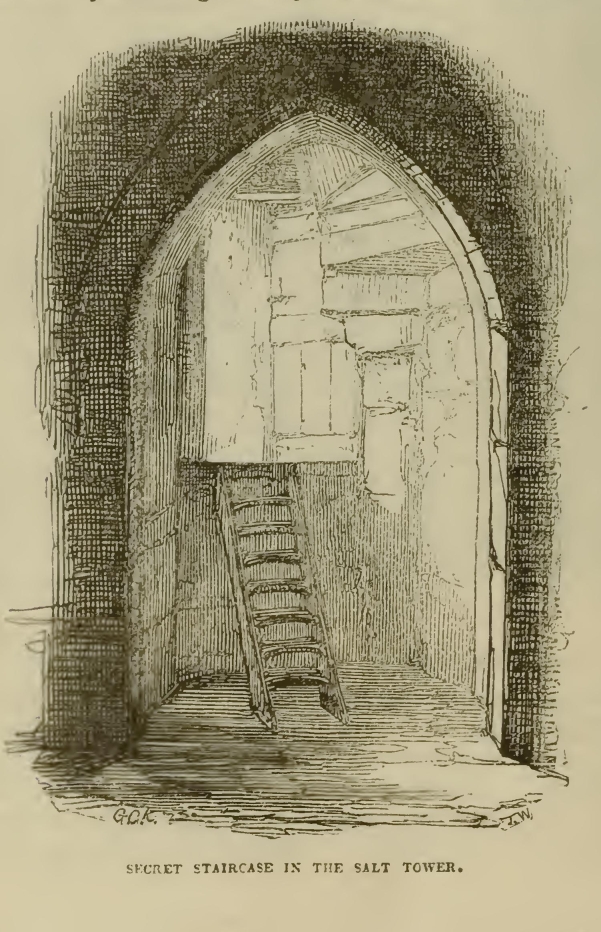 G.C.K.
J.W.
SECRET STAIRCASE IN THE SALT TOWER.